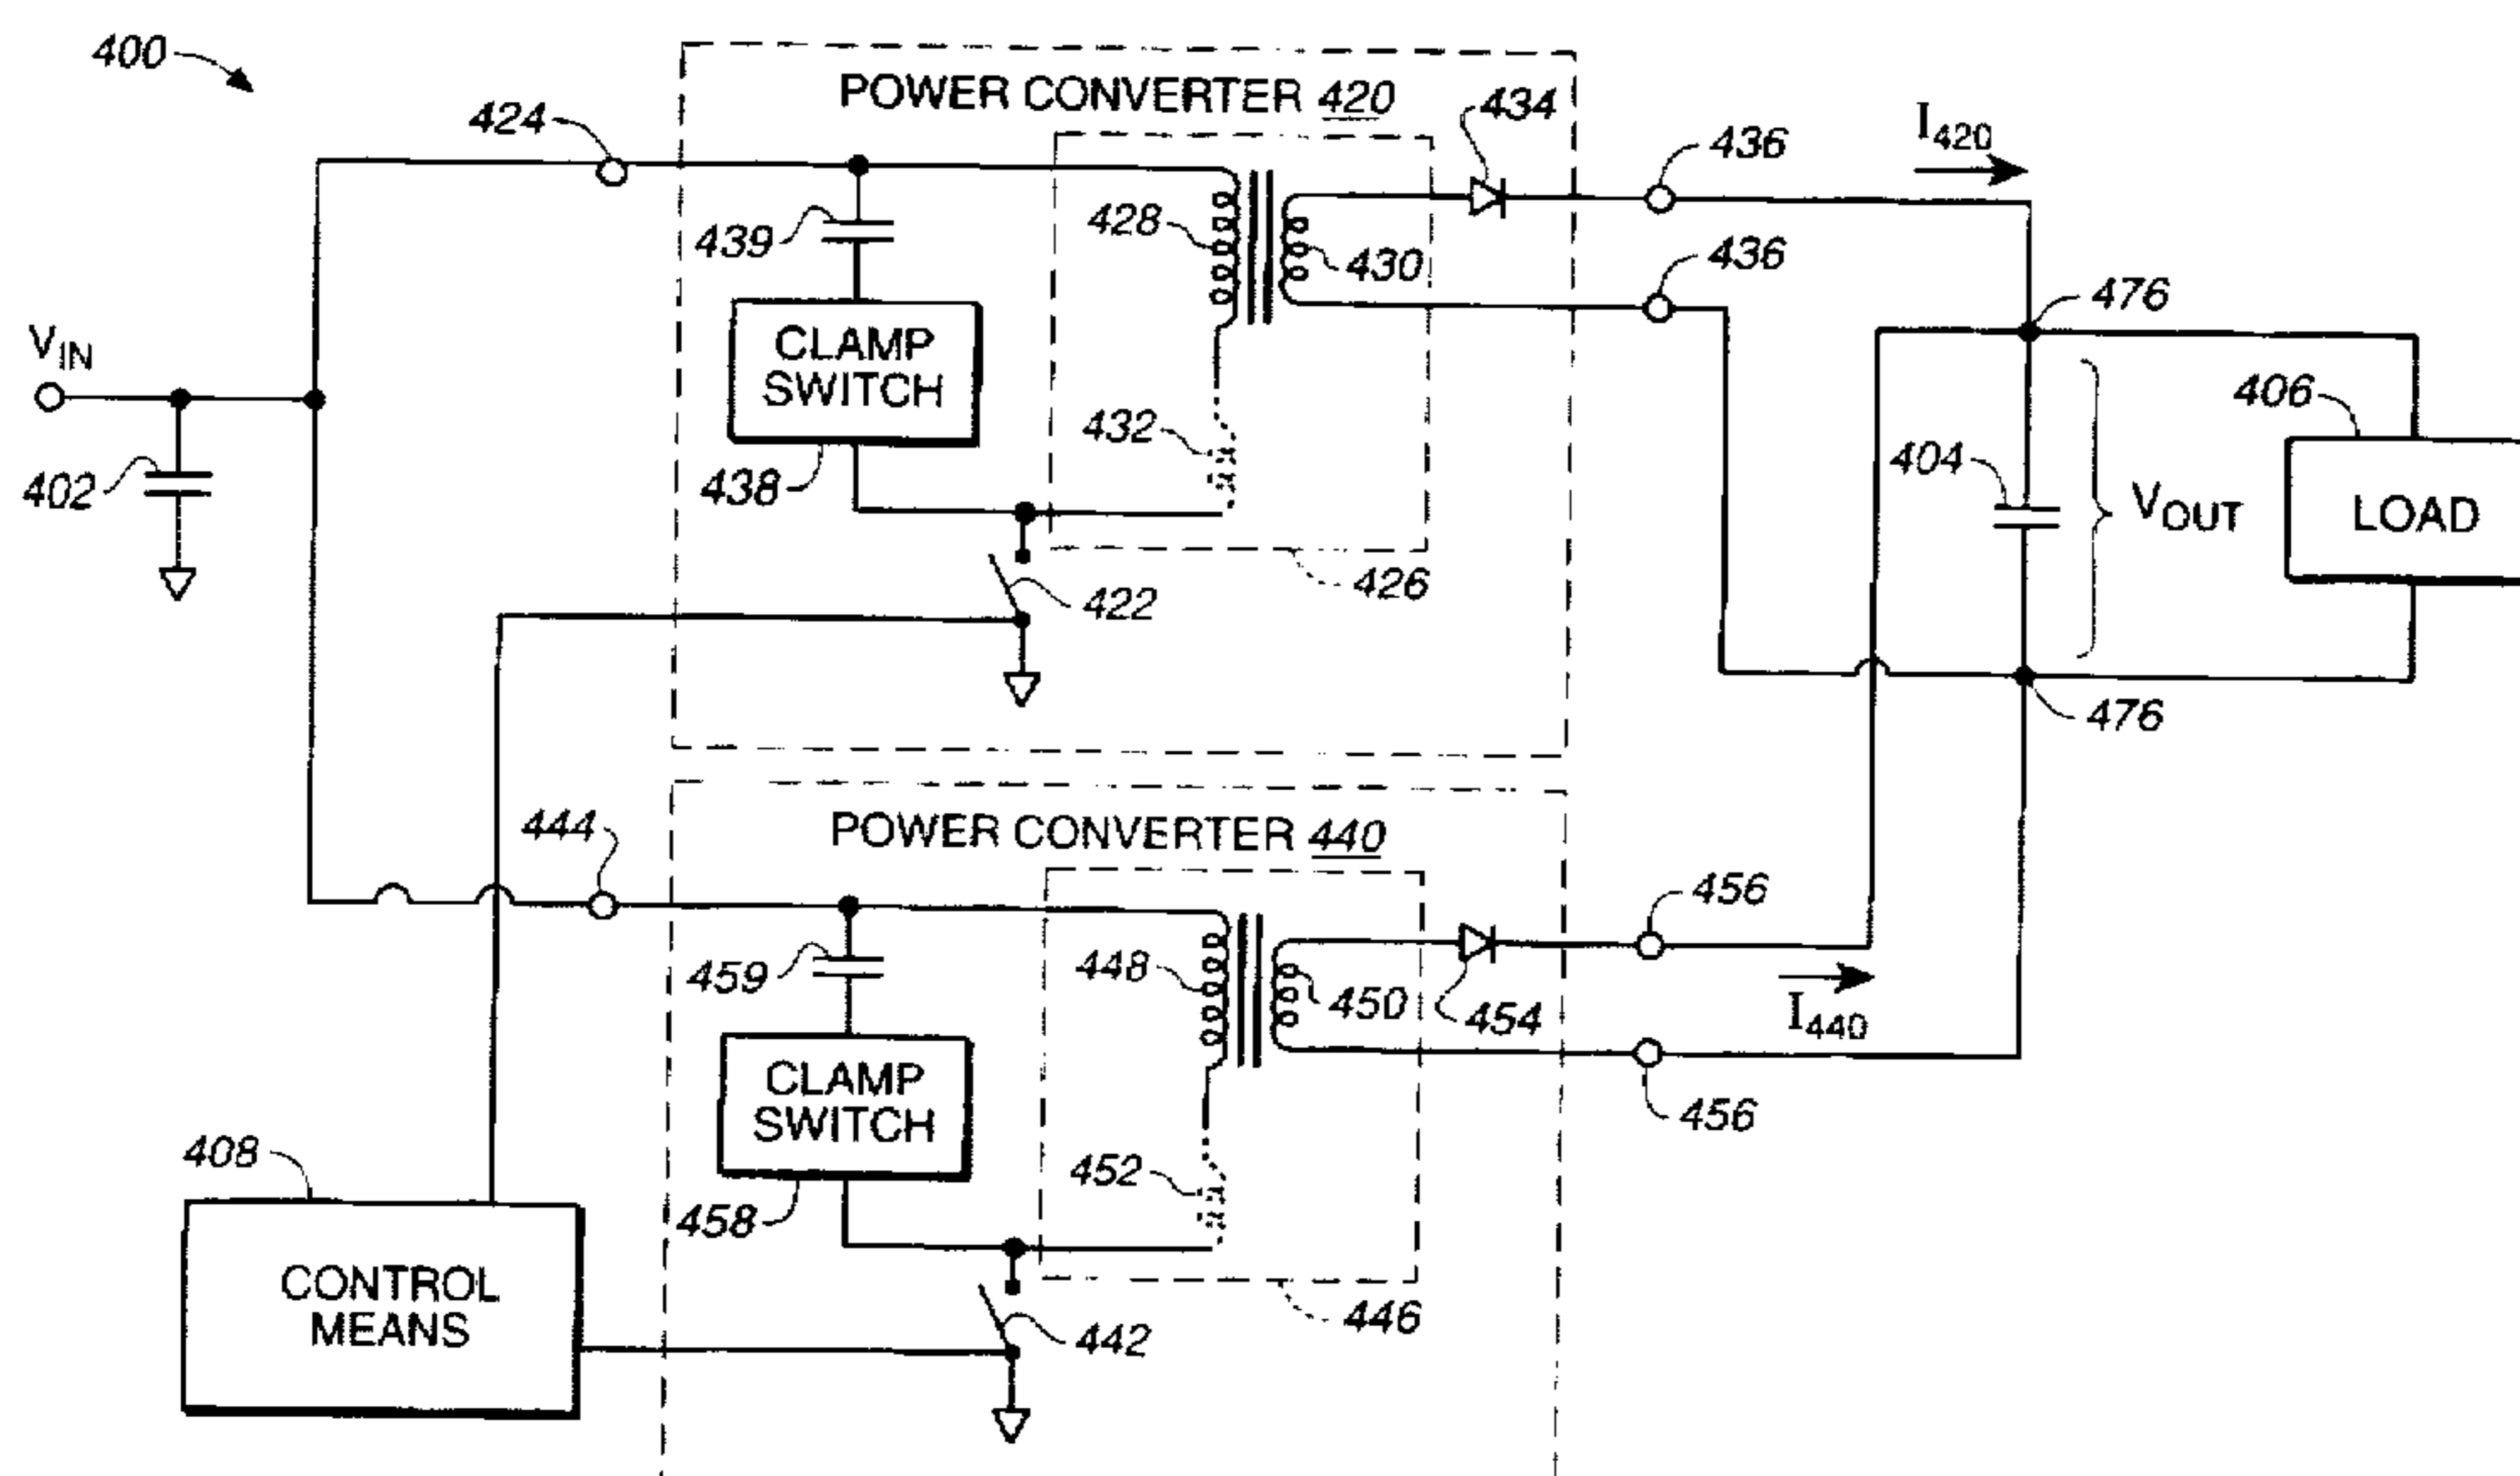 400
POWER CONVERTER 420
424
434
436
I420
428
430
439
436
476
VIN
CLAMP
SWITCH
432
406
404
VOUT
LOAD
402
438
422
426
476
POWER CONVERTER 440
444
456
459
448
450
454
I440
CLAMP
SWITCH
456
408
452
458
CONTROL
MEANS
442
446